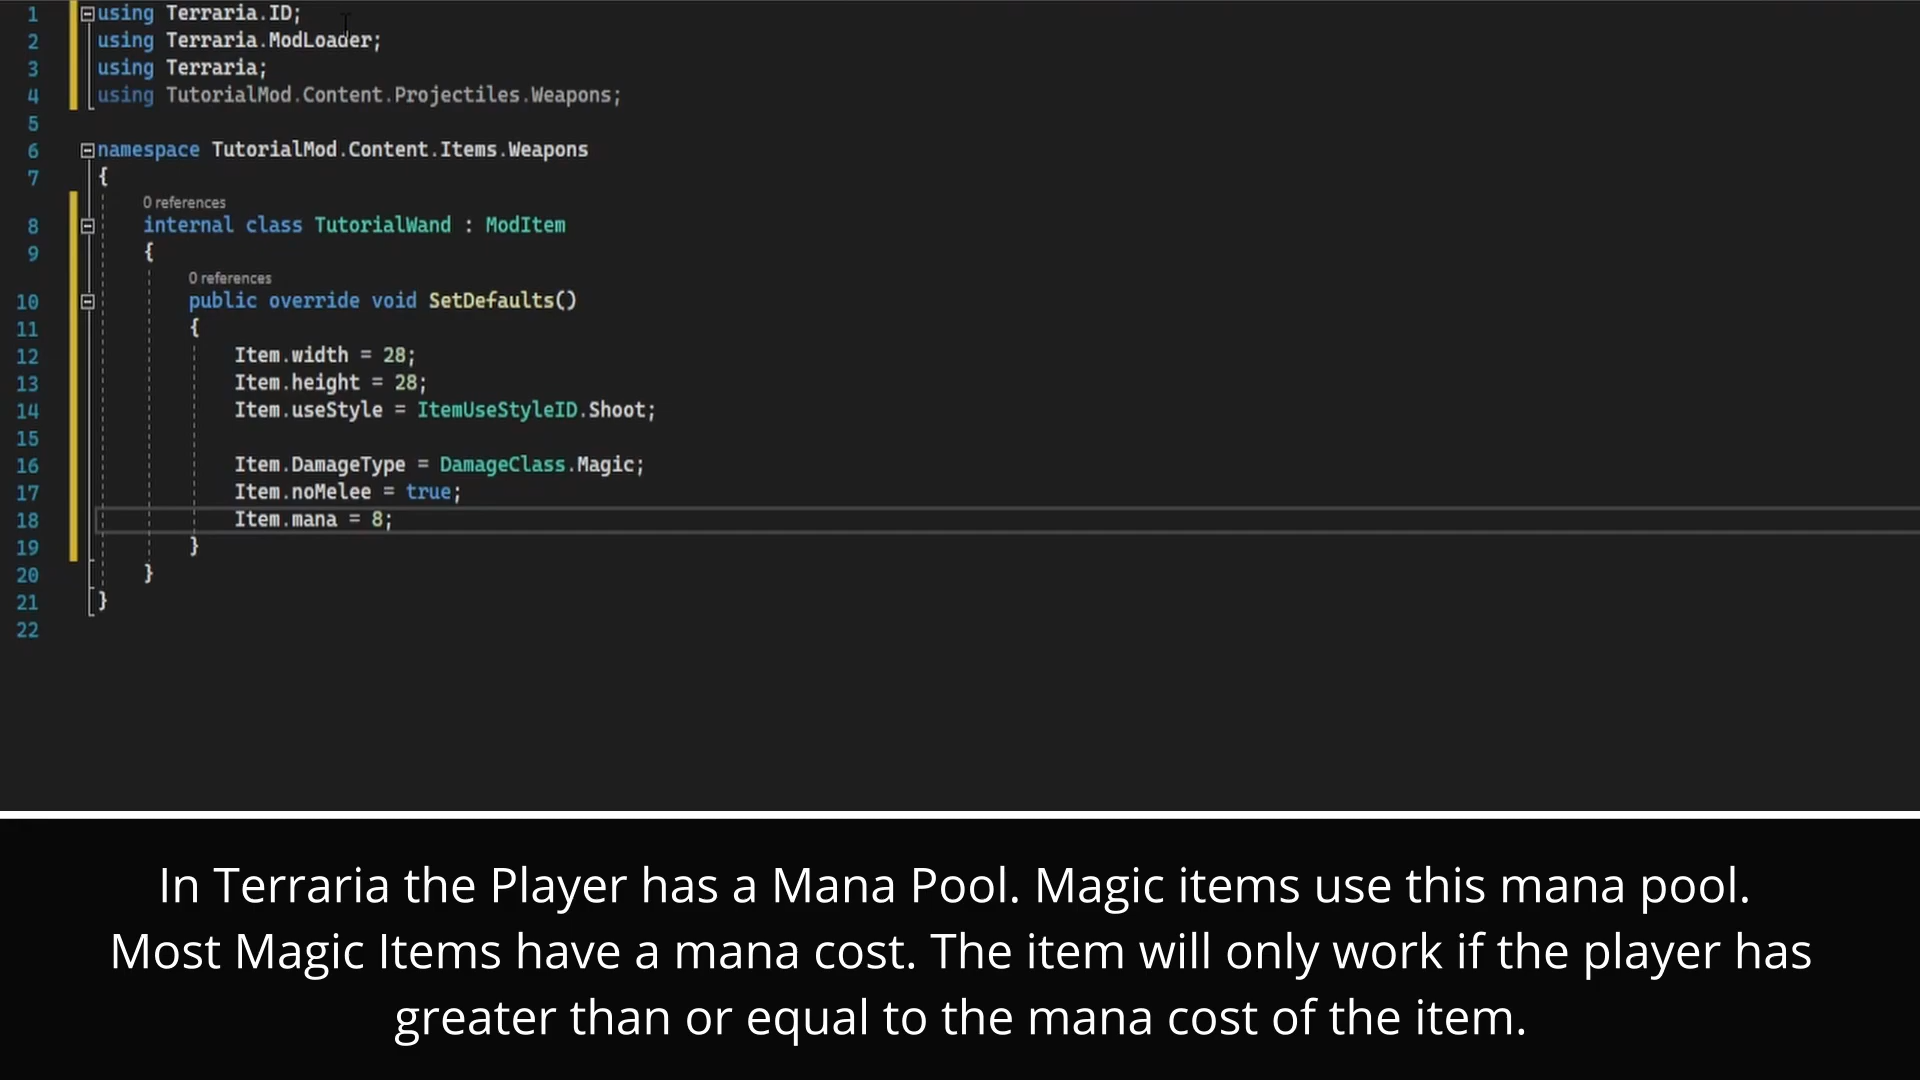 1 using Terraria.ID;
2 using Terraria.ModLoader;
3 using Terraria;
4 using TutorialMod.Content.Projectiles.Weapons;
5
6 namespace TutorialMod.Content.Items.Weapons
7 {
0 references
8 internal class TutorialWand : ModItem
9 {
0 references
10 public override void SetDefaults()
11 {
12 Item.width = 28;
13 Item.height = 28;
14 Item.useStyle = ItemUseStyleID.Shoot;
15
16 Item.DamageType = DamageClass.Magic;
17 Item.noMelee = true;
18 Item.mana = 8;
19 }
20 }
21 }
22
In Terraria the Player has a Mana Pool. Magic items use this mana pool.
Most Magic Items have a mana cost. The item will only work if the player has
greater than or equal to the mana cost of the item.